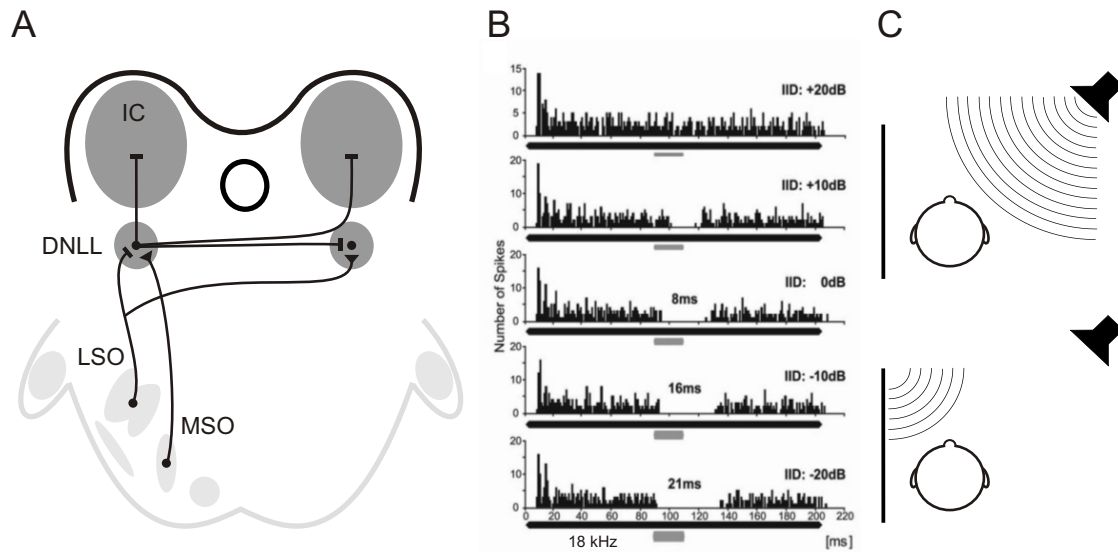 A
B
C
IC
DNLL
LSO
MSO
Number of Spikes
15
10
5
0
IID: +20dB
20
10
0
IID: +10dB
20
10
0
8ms
IID: 0dB
20
10
0
16ms
IID: -10dB
20
10
0
21ms
IID: -20dB
0 20 40 60 80 100 120 140 160 180 200 220
18 kHz
[ms]